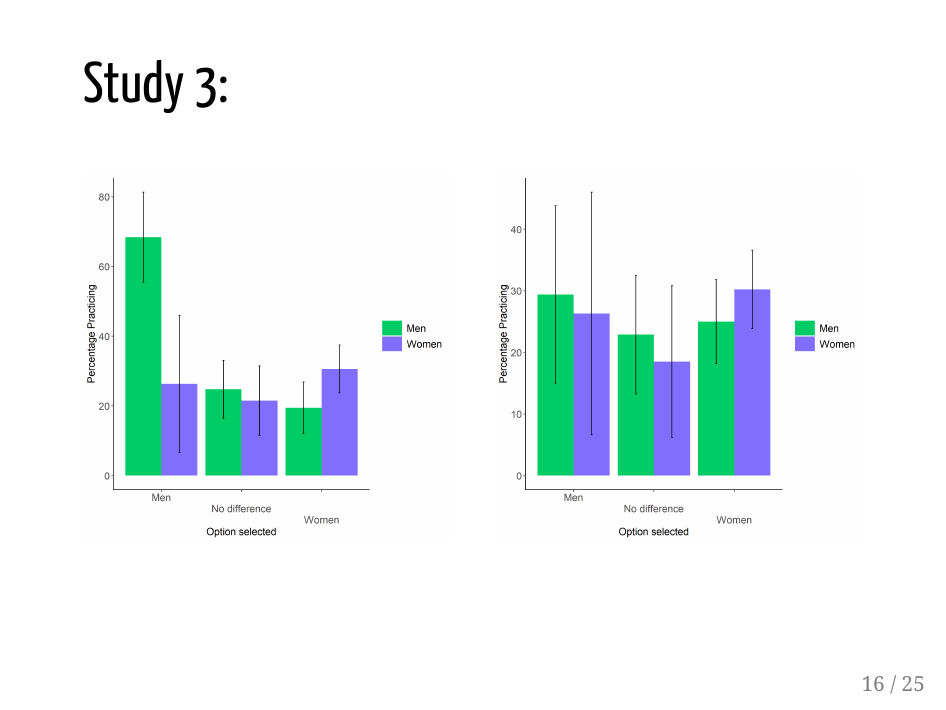 Study 3:
80
60
40
20
0
Percentage Practicing
Men
No difference
Women
Option selected
Men
Women
40
30
20
10
0
Percentage Practicing
Men
No difference
Women
Option selected
Men
Women
16 / 25